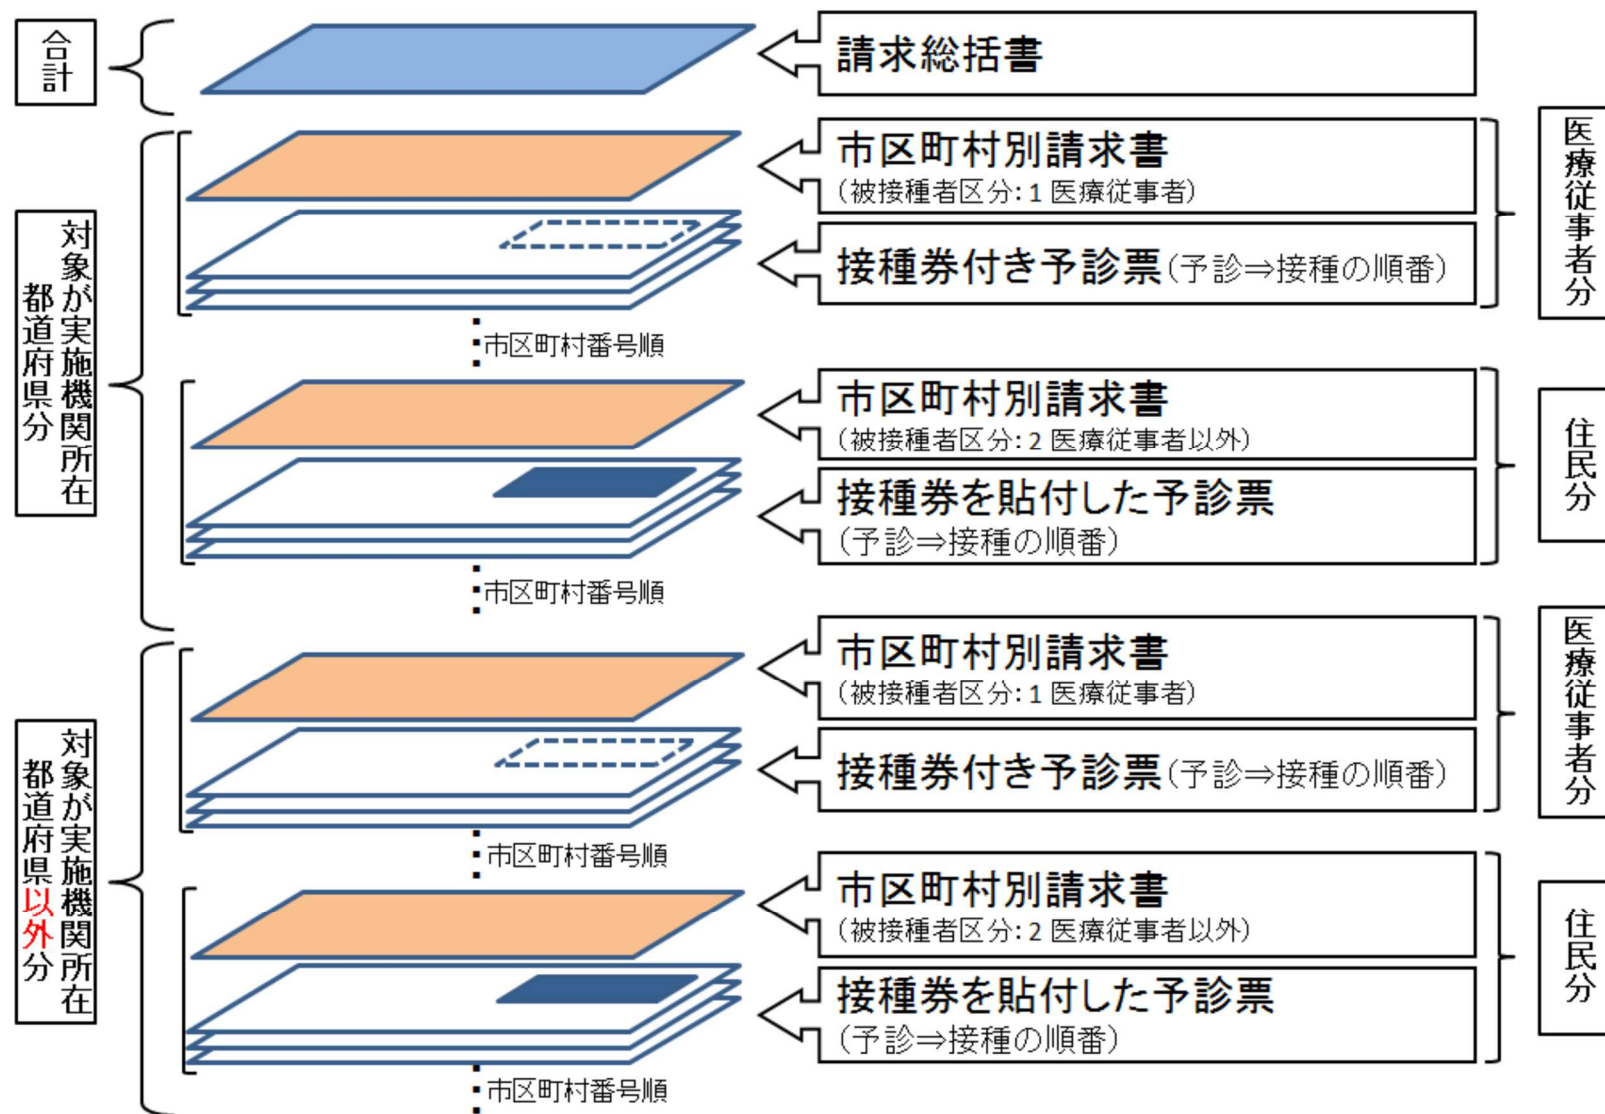 合計
請求総括書
対象が実施機関所在
都道府県分
市区町村別請求書
(被接種者区分:1 医療従事者)
接種券付き予診票(予診⇒接種の順番)
医療従事者分
市区町村番号順
市区町村別請求書
(被接種者区分:2 医療従事者以外)
接種券を貼付した予診票
(予診⇒接種の順番)
住民分
市区町村番号順
対象が実施機関所在
都道府県以外分
市区町村別請求書
(被接種者区分:1 医療従事者)
接種券付き予診票(予診⇒接種の順番)
医療従事者分
市区町村番号順
市区町村別請求書
(被接種者区分:2 医療従事者以外)
接種券を貼付した予診票
(予診⇒接種の順番)
住民分
市区町村番号順